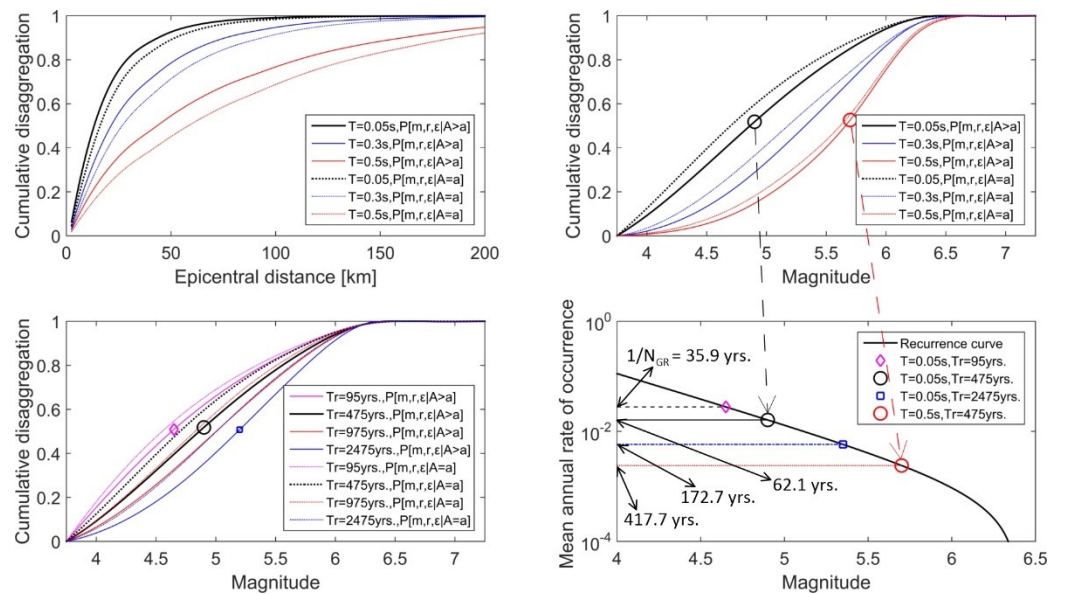 1
0.8
0.6
0.4
0.2
0
Cumulative disaggregation
T=0.05s,P[m,r,ε|A>a]
T=0.3s,P[m,r,ε|A>a]
T=0.5s,P[m,r,ε|A>a]
T=0.05,P[m,r,ε|A=a]
T=0.3s,P[m,r,ε|A=a]
T=0.5s,P[m,r,ε|A=a]
0 50 100 150 200
Epicentral distance [km]
1
0.8
0.6
0.4
0.2
0
Cumulative disaggregation
T=0.05s,P[m,r,ε|A>a]
T=0.3s,P[m,r,ε|A>a]
T=0.5s,P[m,r,ε|A>a]
T=0.05,P[m,r,ε|A=a]
T=0.3s,P[m,r,ε|A=a]
T=0.5s,P[m,r,ε|A=a]
4 4.5 5 5.5 6 6.5 7
Magnitude
1
0.8
0.6
0.4
0.2
0
Cumulative disaggregation
Tr=95yrs.,P[m,r,ε|A>a]
Tr=475yrs.,P[m,r,ε|A>a]
Tr=975yrs.,P[m,r,ε|A>a]
Tr=2475yrs.,P[m,r,ε|A>a]
Tr=95yrs.,P[m,r,ε|A=a]
Tr=475yrs.,P[m,r,ε|A=a]
Tr=975yrs.,P[m,r,ε|A=a]
Tr=2475yrs.,P[m,r,ε|A=a]
4 4.5 5 5.5 6 6.5 7
Magnitude
10^0
10^-2
10^-4
Mean annual rate of occurrence
Recurrence curve
T=0.05s,Tr=95yrs.
T=0.05s,Tr=475yrs.
T=0.05s,Tr=2475yrs.
T=0.5s,Tr=475yrs.
1/N_GR = 35.9 yrs.
62.1 yrs.
172.7 yrs.
417.7 yrs.
4 4.5 5 5.5 6 6.5
Magnitude